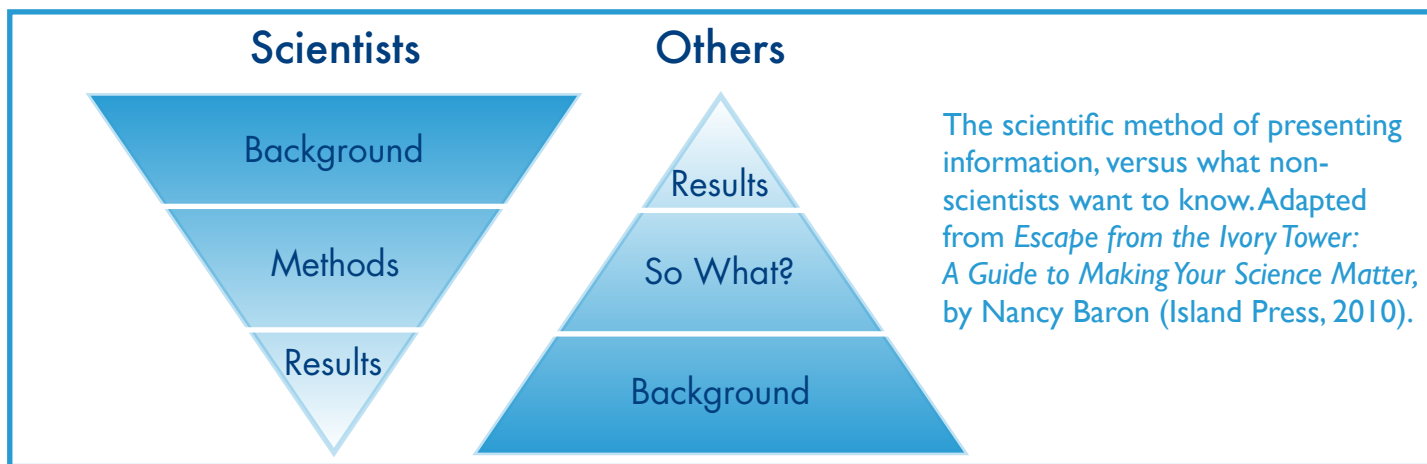 Scientists
Background
Methods
Results
Others
Results
So What?
Background
The scientific method of presenting
information, versus what non-
scientists want to know. Adapted
from Escape from the Ivory Tower:
A Guide to Making Your Science Matter,
by Nancy Baron (Island Press, 2010).